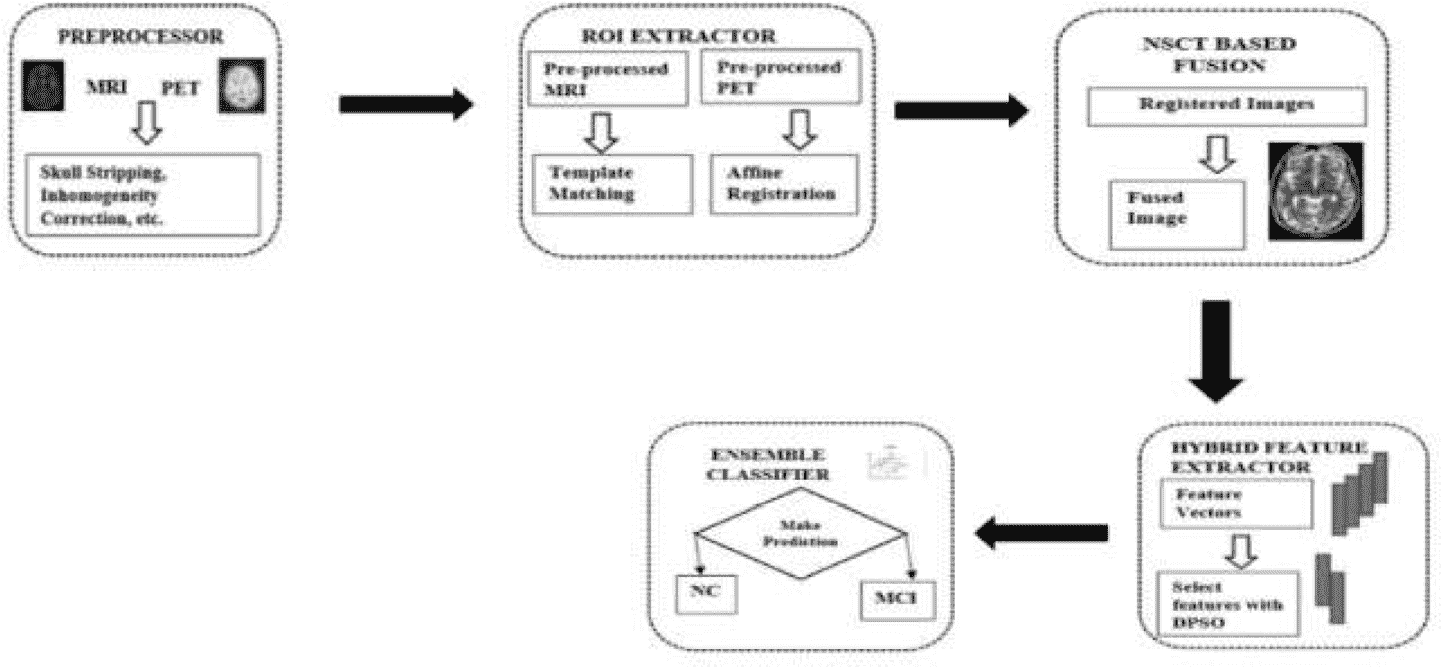 PREPROCESSOR
MRI PET
Skull Stripping,
Inhomogeneity
Correction, etc.
ROI EXTRACTOR
Pre-processed
MRI
Pre-processed
PET
Template
Matching
Affine
Registration
NSCT BASED
FUSION
Registered Images
Fused
Image
HYBRID FEATURE
EXTRACTOR
Feature
Vectors
Select
features with
DPSO
ENSEMBLE
CLASSIFIER
Make
Prediction
NC
MCI